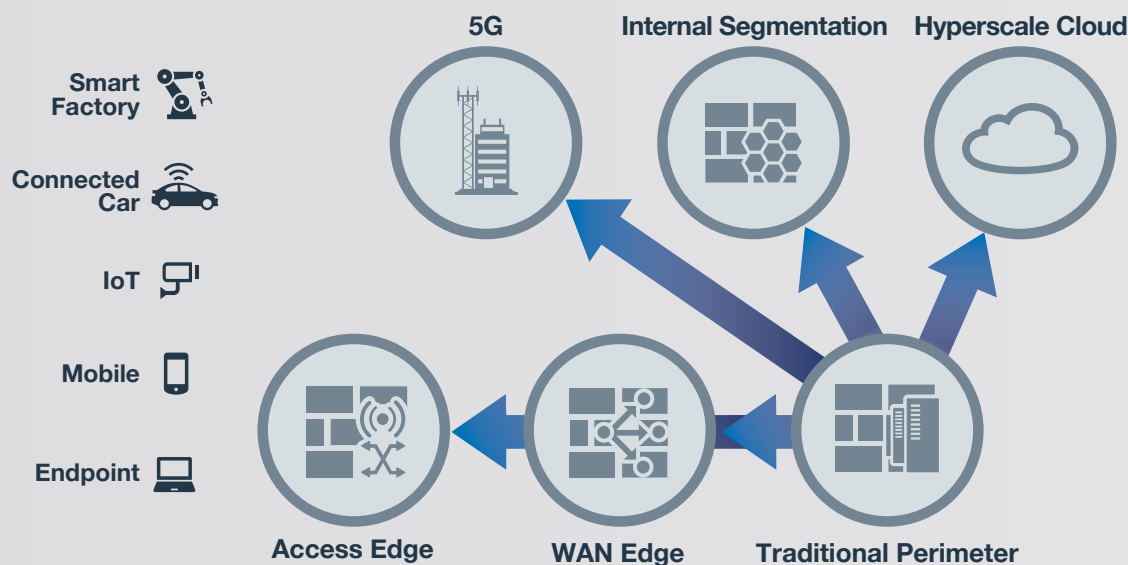 5G
Internal Segmentation
Hyperscale Cloud
Smart
Factory
Connected
Car
IoT
Mobile
Endpoint
Access Edge
WAN Edge
Traditional Perimeter